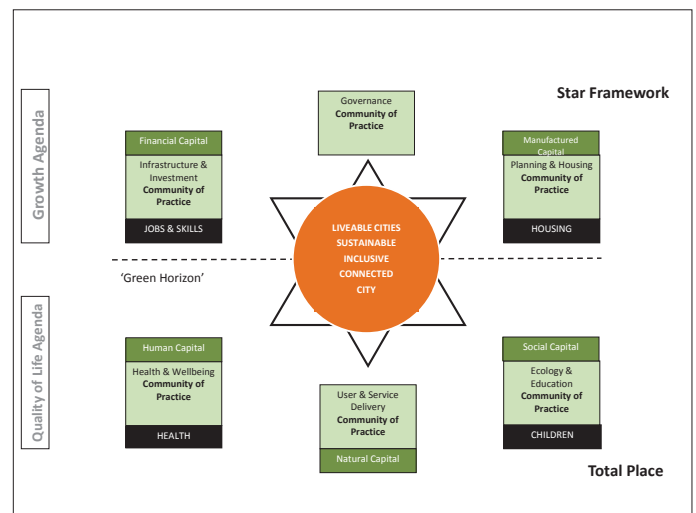 Star Framework
Growth Agenda
Governance
Community of
Practice
Financial Capital
Infrastructure &
Investment
Community of
Practice
JOBS & SKILLS
Manufactured
Capital
Planning & Housing
Community of
Practice
HOUSING
LIVEABLE CITIES
SUSTAINABLE
INCLUSIVE
CONNECTED
CITY
'Green Horizon'
Quality of Life Agenda
Human Capital
Health & Wellbeing
Community of
Practice
HEALTH
User & Service
Delivery
Community of
Practice
Natural Capital
Social Capital
Ecology &
Education
Community of
Practice
CHILDREN
Total Place